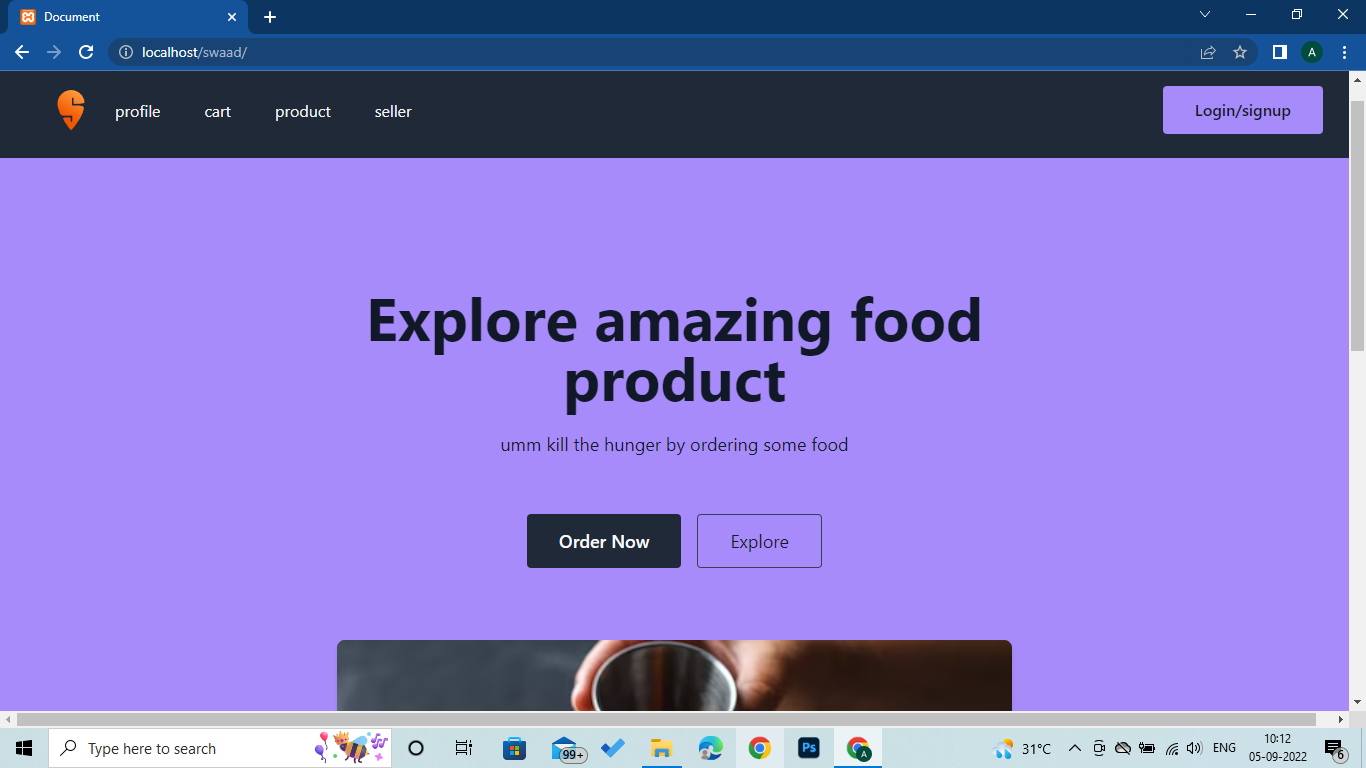 Document
localhost/swaad/
A
profile
cart
product
seller
Login/signup
Explore amazing food
product
umm kill the hunger by ordering some food
Order Now
Explore
Type here to search
99+
Ps
A
31°C
ENG
10:12
05-09-2022
6